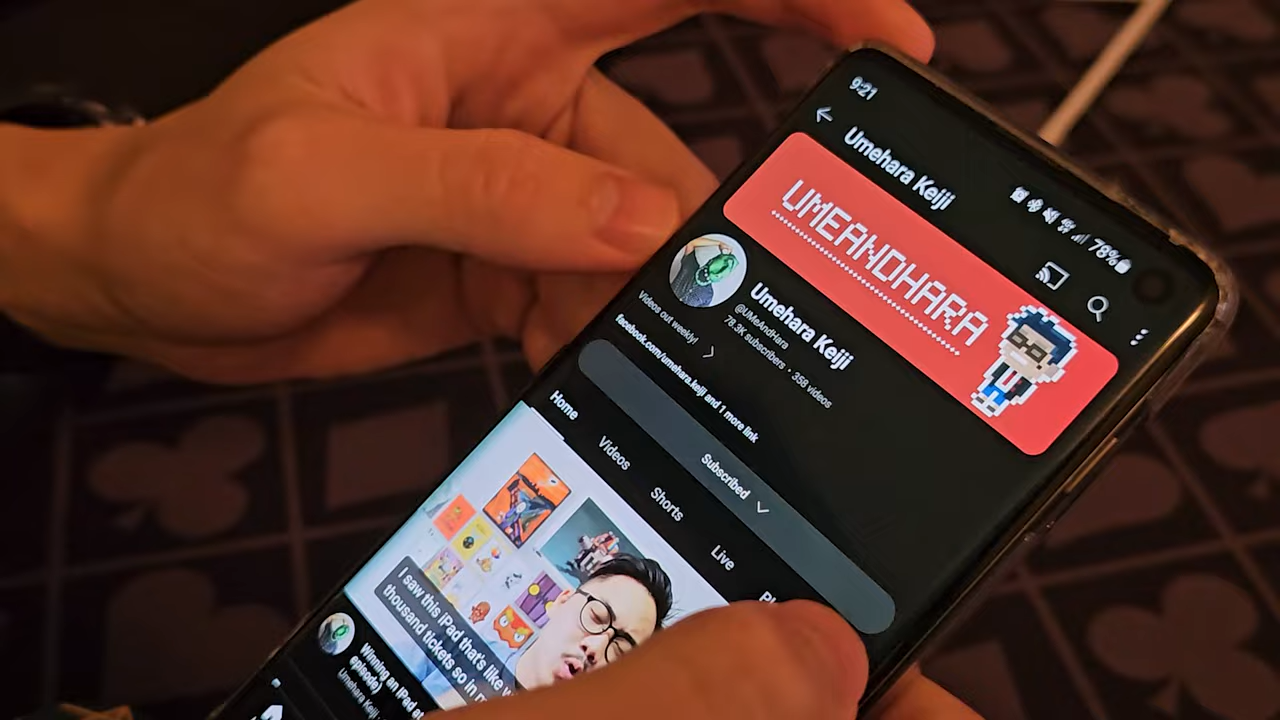 9:21
78%
Umehara Keiji
UMEANDHARA
Umehara Keiji
@UMeAndHara
78.3K subscribers • 358 videos
Videos out weekly!
facebook.com/umehara.keiji and 1 more link
Subscribed
Home
Videos
Shorts
Live
I saw this iPad that's like
thousand tickets so in
Winning an iPad at
episode)
Umehara Keiji